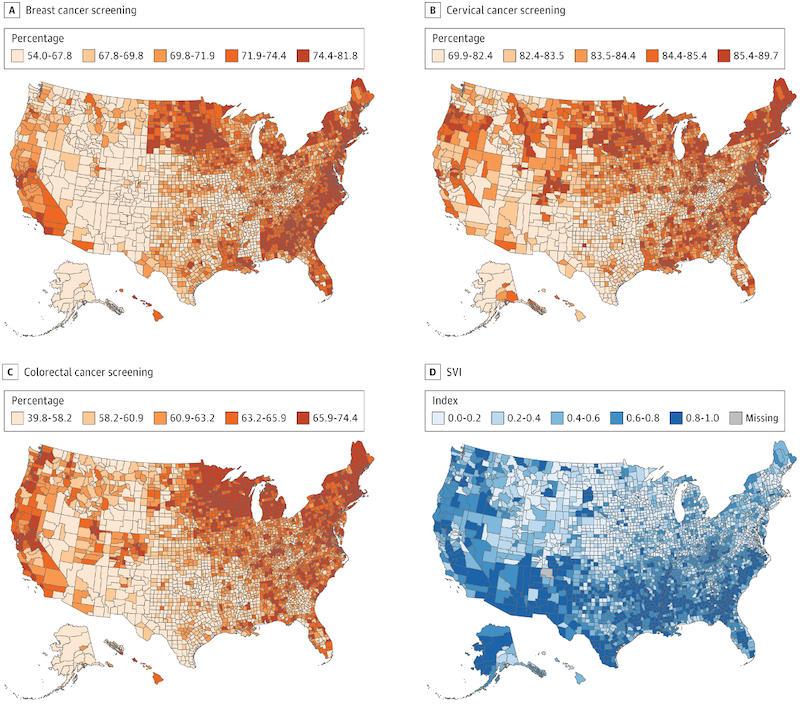 A Breast cancer screening
Percentage
54.0-67.8 67.8-69.8 69.8-71.9 71.9-74.4 74.4-81.8
B Cervical cancer screening
Percentage
69.9-82.4 82.4-83.5 83.5-84.4 84.4-85.4 85.4-89.7
C Colorectal cancer screening
Percentage
39.8-58.2 58.2-60.9 60.9-63.2 63.2-65.9 65.9-74.4
D SVI
Index
0.0-0.2 0.2-0.4 0.4-0.6 0.6-0.8 0.8-1.0 Missing